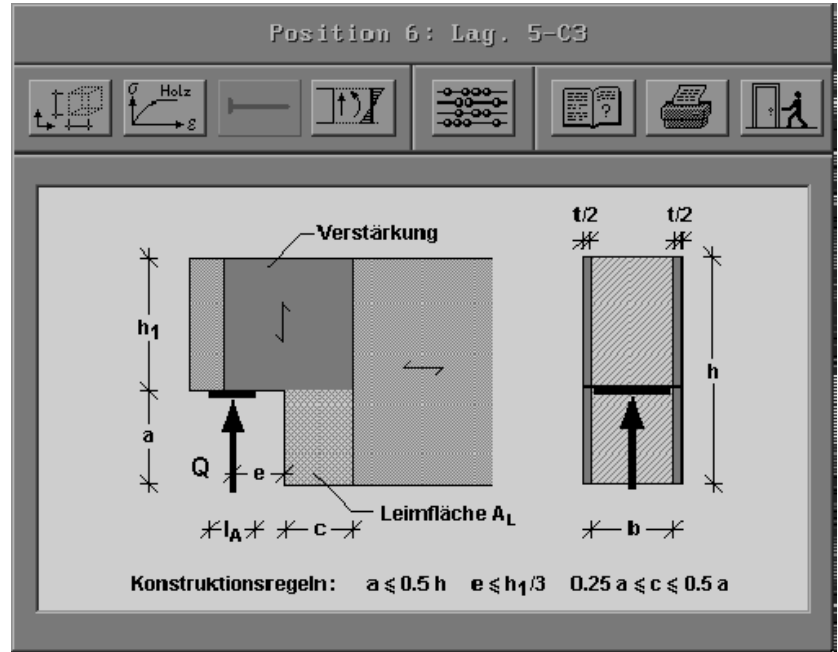 Position 6: Lag. 5-C3
σ Holz
ε
?
t/2 t/2
Verstärkung
h1
h
a
Q
e
Leimfläche AL
lA c b
Konstruktionsregeln: a ⩽ 0.5 h e ⩽ h1/3 0.25 a ⩽ c ⩽ 0.5 a